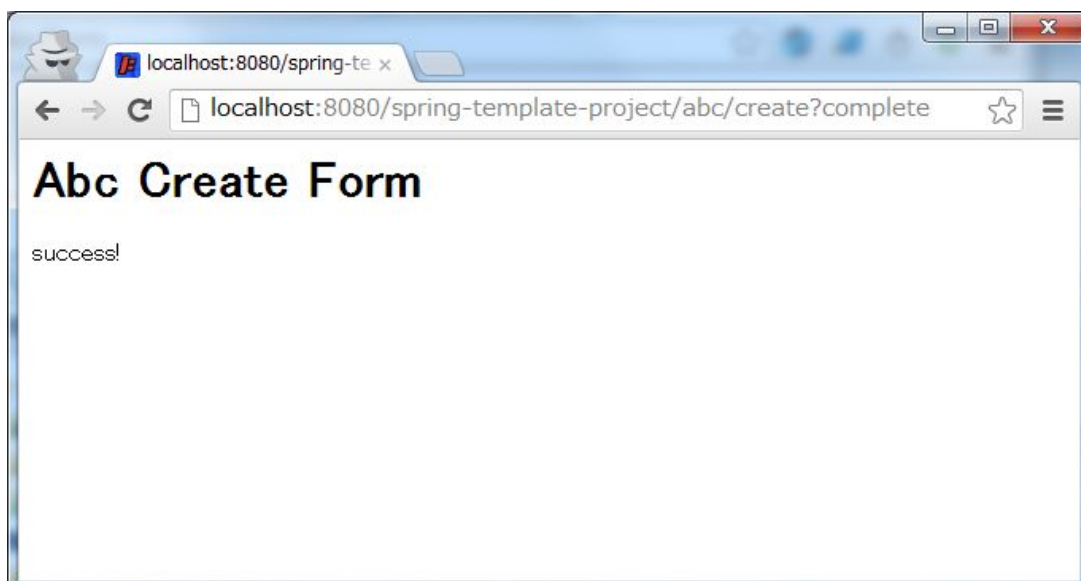 localhost:8080/spring-te
localhost:8080/spring-template-project/abc/create?complete
Abc Create Form
success!